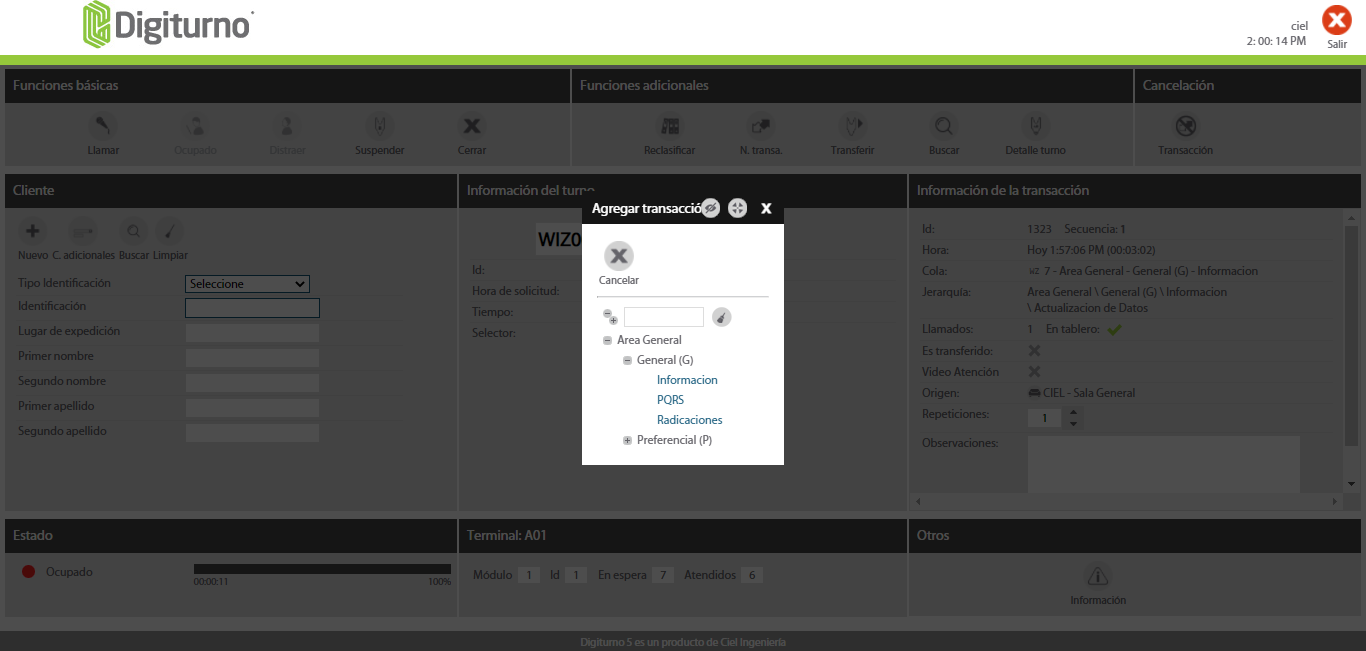 Digiturno
ciel
2: 00: 14 PM
Salir
Funciones básicas
Funciones adicionales
Cancelación
Llamar
Ocupado
Distraer
Suspender
Cerrar
Reclasificar
N. transa.
Transferir
Buscar
Detalle turno
Transacción
Cliente
Información del turno
Información de la transacción
Nuevo C. adicionales Buscar Limpiar
Tipo Identificación Seleccione
Identificación
Lugar de expedición
Primer nombre
Segundo nombre
Primer apellido
Segundo apellido
WIZ0
Id:
Hora de solicitud:
Tiempo:
Selector:
Agregar transacció
X
Cancelar
Area General
General (G)
Informacion
PQRS
Radicaciones
Preferencial (P)
Id: 1323 Secuencia: 1
Hora: Hoy 1:57:06 PM (00:03:02)
Cola: WZ 7 - Area General - General (G) - Informacion
Jerarquía: Area General \ General (G) \ Informacion
\ Actualizacion de Datos
Llamados: 1 En tablero:
Es transferido:
Video Atención
Origen: CIEL - Sala General
Repeticiones: 1
Observaciones:
Estado
Terminal: A01
Otros
Ocupado
00:00:11 100%
Módulo 1 Id 1 En espera 7 Atendidos 6
Información
Digiturno 5 es un producto de Ciel Ingeniería